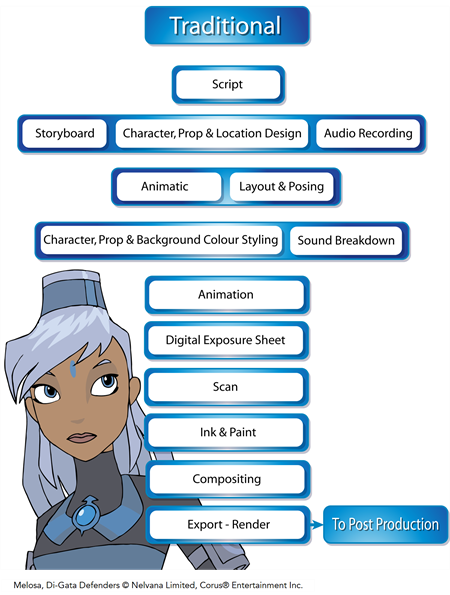 Traditional
Script
Storyboard
Character, Prop & Location Design
Audio Recording
Animatic
Layout & Posing
Character, Prop & Background Colour Styling
Sound Breakdown
Animation
Digital Exposure Sheet
Scan
Ink & Paint
Compositing
Export - Render
To Post Production
Melosa, Di-Gata Defenders © Nelvana Limited, Corus® Entertainment Inc.